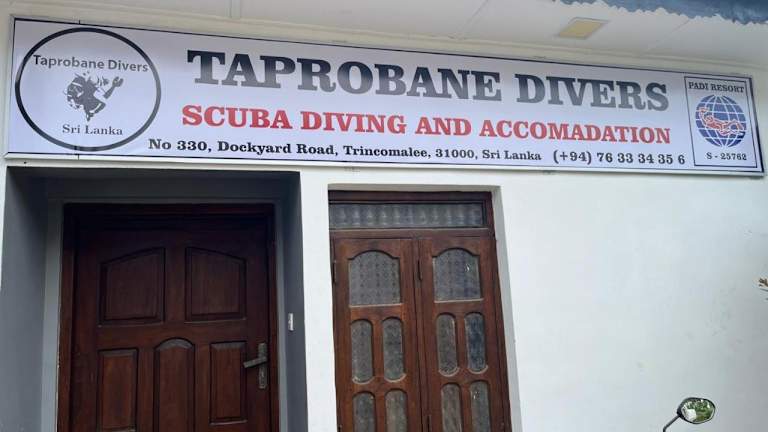 Taprobane Divers
Sri Lanka
TAPROBANE DIVERS
SCUBA DIVING AND ACCOMADATION
No 330, Dockyard Road, Trincomalee, 31000, Sri Lanka (+94) 76 33 34 35 6
PADI RESORT
S - 25762